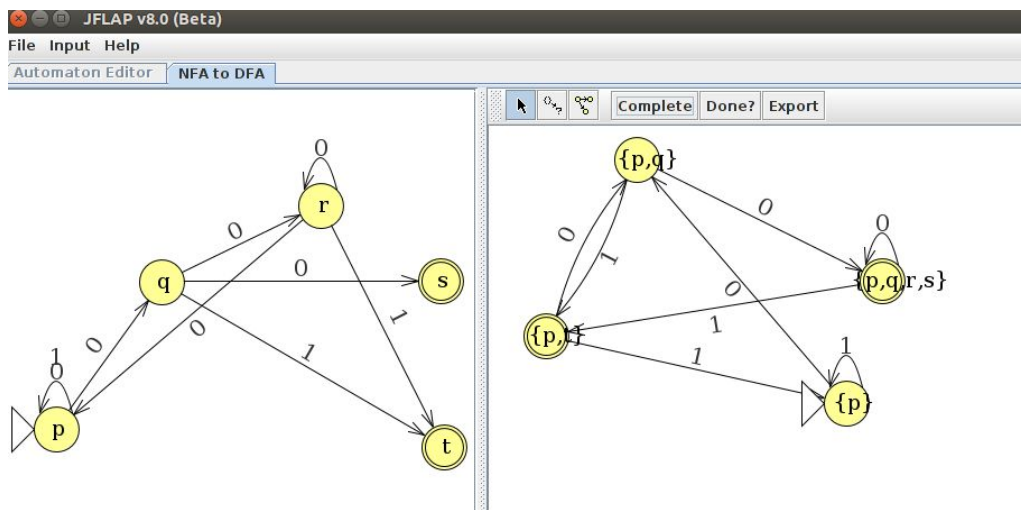 JFLAP v8.0 (Beta)
File Input Help
Automaton Editor NFA to DFA
Complete Done? Export
0
r
0
q
0
s
0
1
1
0
1
0
p
t
{p,q}
0
0
0
{p,q,r,s}
1
0
{p,t}
1
1
1
{p}